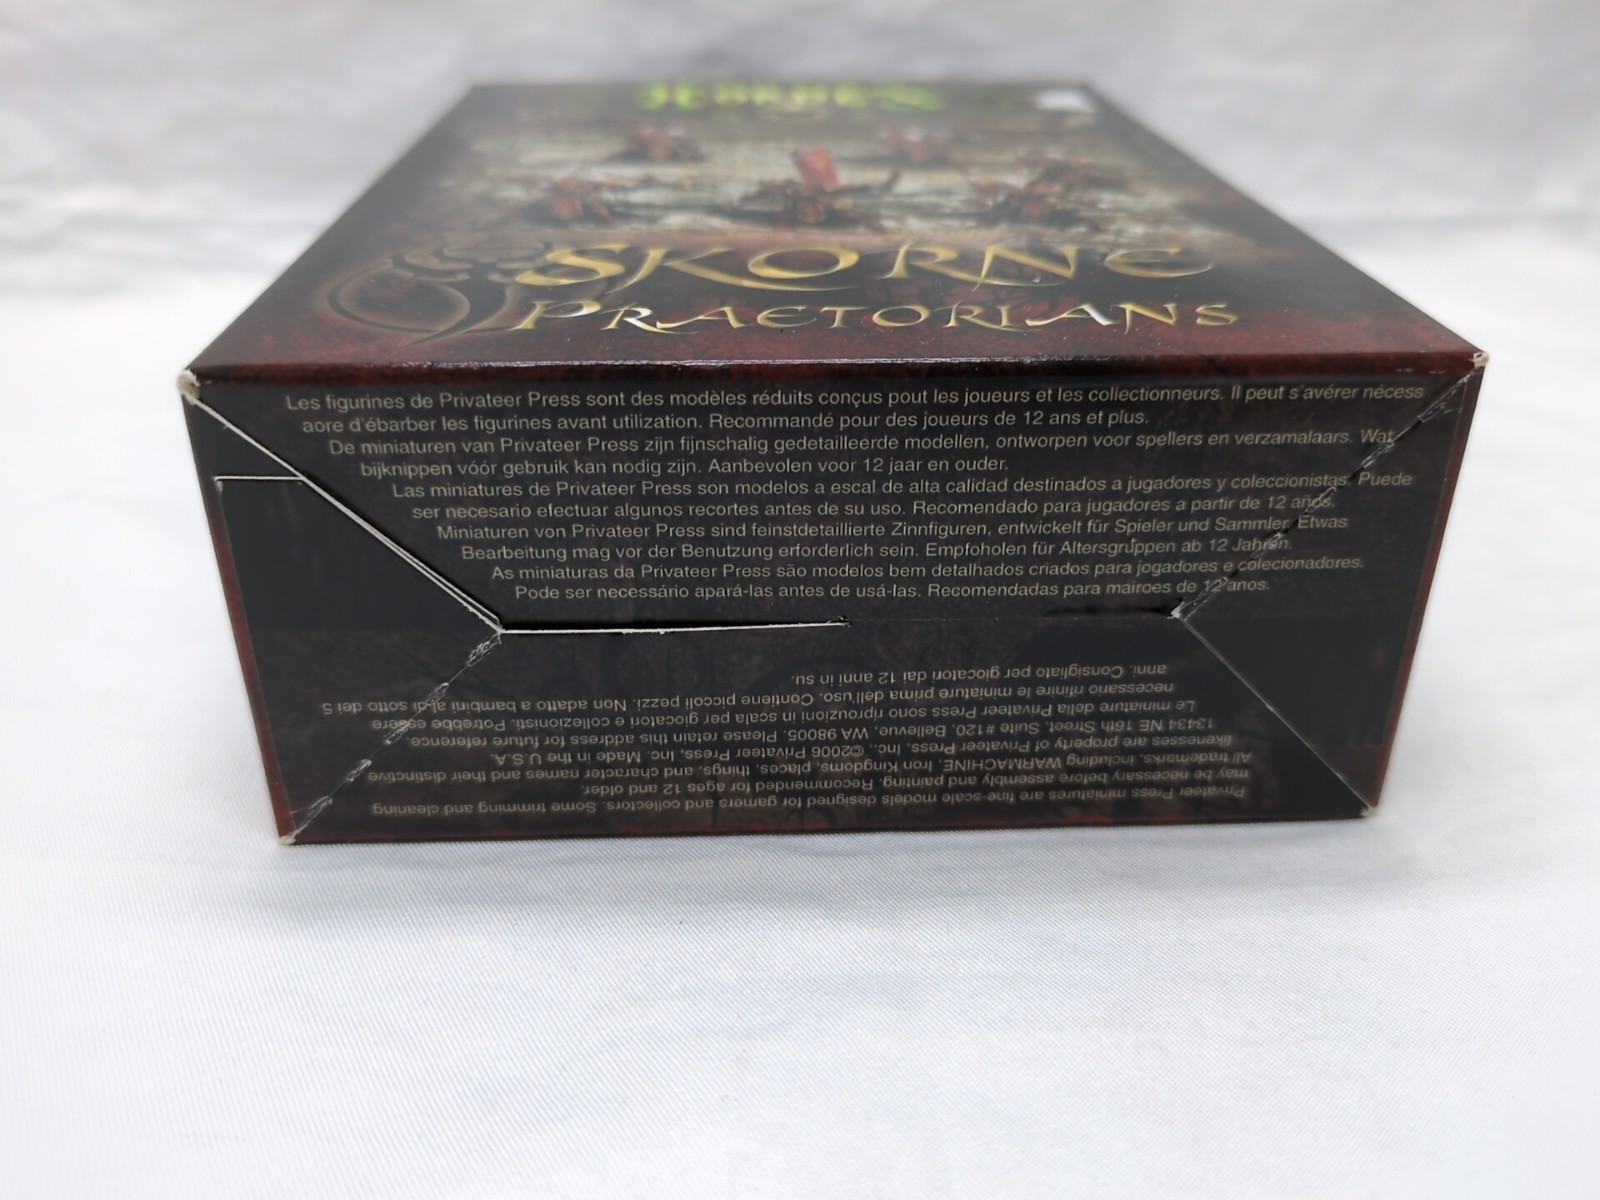 HORDES
SKORNE
PRAETORIANS
Les figurines de Privateer Press sont des modèles réduits conçus pout les joueurs et les collectionneurs. Il peut s'avérer nécess
aore d'ébarber les figurines avant utilization. Recommandé pour des joueurs de 12 ans et plus.
De miniaturen van Privateer Press zijn fijnschalig gedetailleerde modellen, ontworpen voor spellers en verzamalaars. Wat
bijknippen vóór gebruik kan nodig zijn. Aanbevolen voor 12 jaar en ouder.
Las miniatures de Privateer Press son modelos a escal de alta calidad destinados a jugadores y coleccionistas. Puede
ser necesario efectuar algunos recortes antes de su uso. Recomendado para jugadores a partir de 12 años.
Miniaturen von Privateer Press sind feinstdetaillierte Zinnfiguren, entwickelt für Spieler und Sammler. Etwas
Bearbeitung mag vor der Benutzung erforderlich sein. Empfoholen für Altersgruppen ab 12 Jahren.
As miniaturas da Privateer Press são modelos bem detalhados criados para jogadores e colecionadores.
Pode ser necessário apará-las antes de usá-las. Recomendadas para mairoes de 12 anos.
Privateer Press miniatures are fine-scale models designed for gamers and collectors. Some trimming and cleaning
may be necessary before assembly and painting. Recommended for ages 12 and older.
All trademarks, including WARMACHINE, Iron Kingdoms, places, things, and character names and their distinctive
likenesses are property of Privateer Press, Inc., ©2006 Privateer Press, Inc. Made in the U.S.A.
13434 NE 16th Street, Suite #120, Bellevue, WA 98005. Please retain this address for future reference.
Le miniature della Privateer Press sono riprouzioni in scala per giocatori e collezionisti. Potrebbe essere
necessario rifinire le miniature prima dell'uso. Contiene piccoli pezzi. Non adatto a bambini al di sotto dei 5
anni. Consigliato per giocatori dai 12 anni in su.